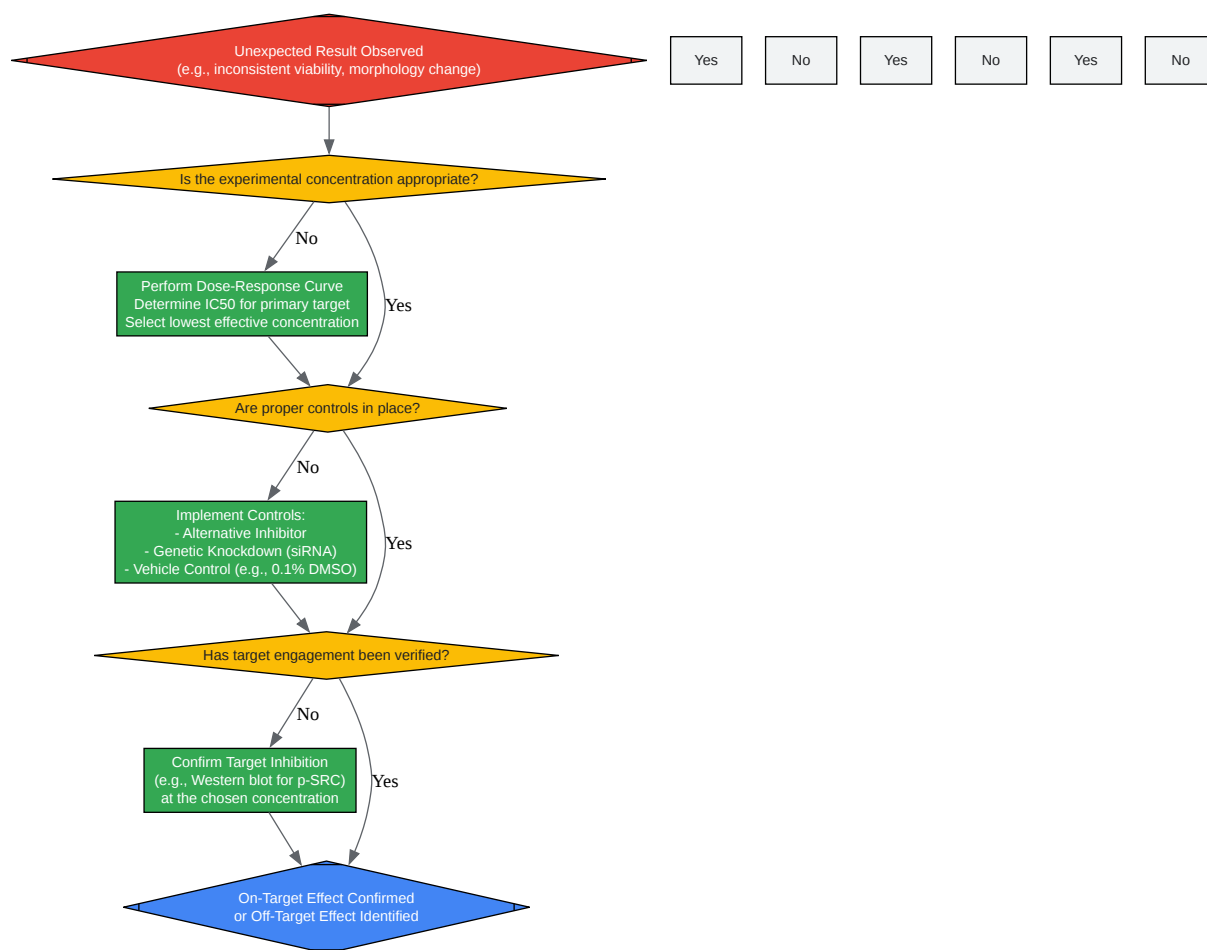 Unexpected Result Observed
(e.g., inconsistent viability, morphology change)
Yes
No
Yes
No
Yes
No
Is the experimental concentration appropriate?
No
Perform Dose-Response Curve
Determine IC50 for primary target
Select lowest effective concentration
Yes
Are proper controls in place?
No
Implement Controls:
- Alternative Inhibitor
- Genetic Knockdown (siRNA)
- Vehicle Control (e.g., 0.1% DMSO)
Yes
Has target engagement been verified?
No
Confirm Target Inhibition
(e.g., Western blot for p-SRC)
at the chosen concentration
Yes
On-Target Effect Confirmed
or Off-Target Effect Identified